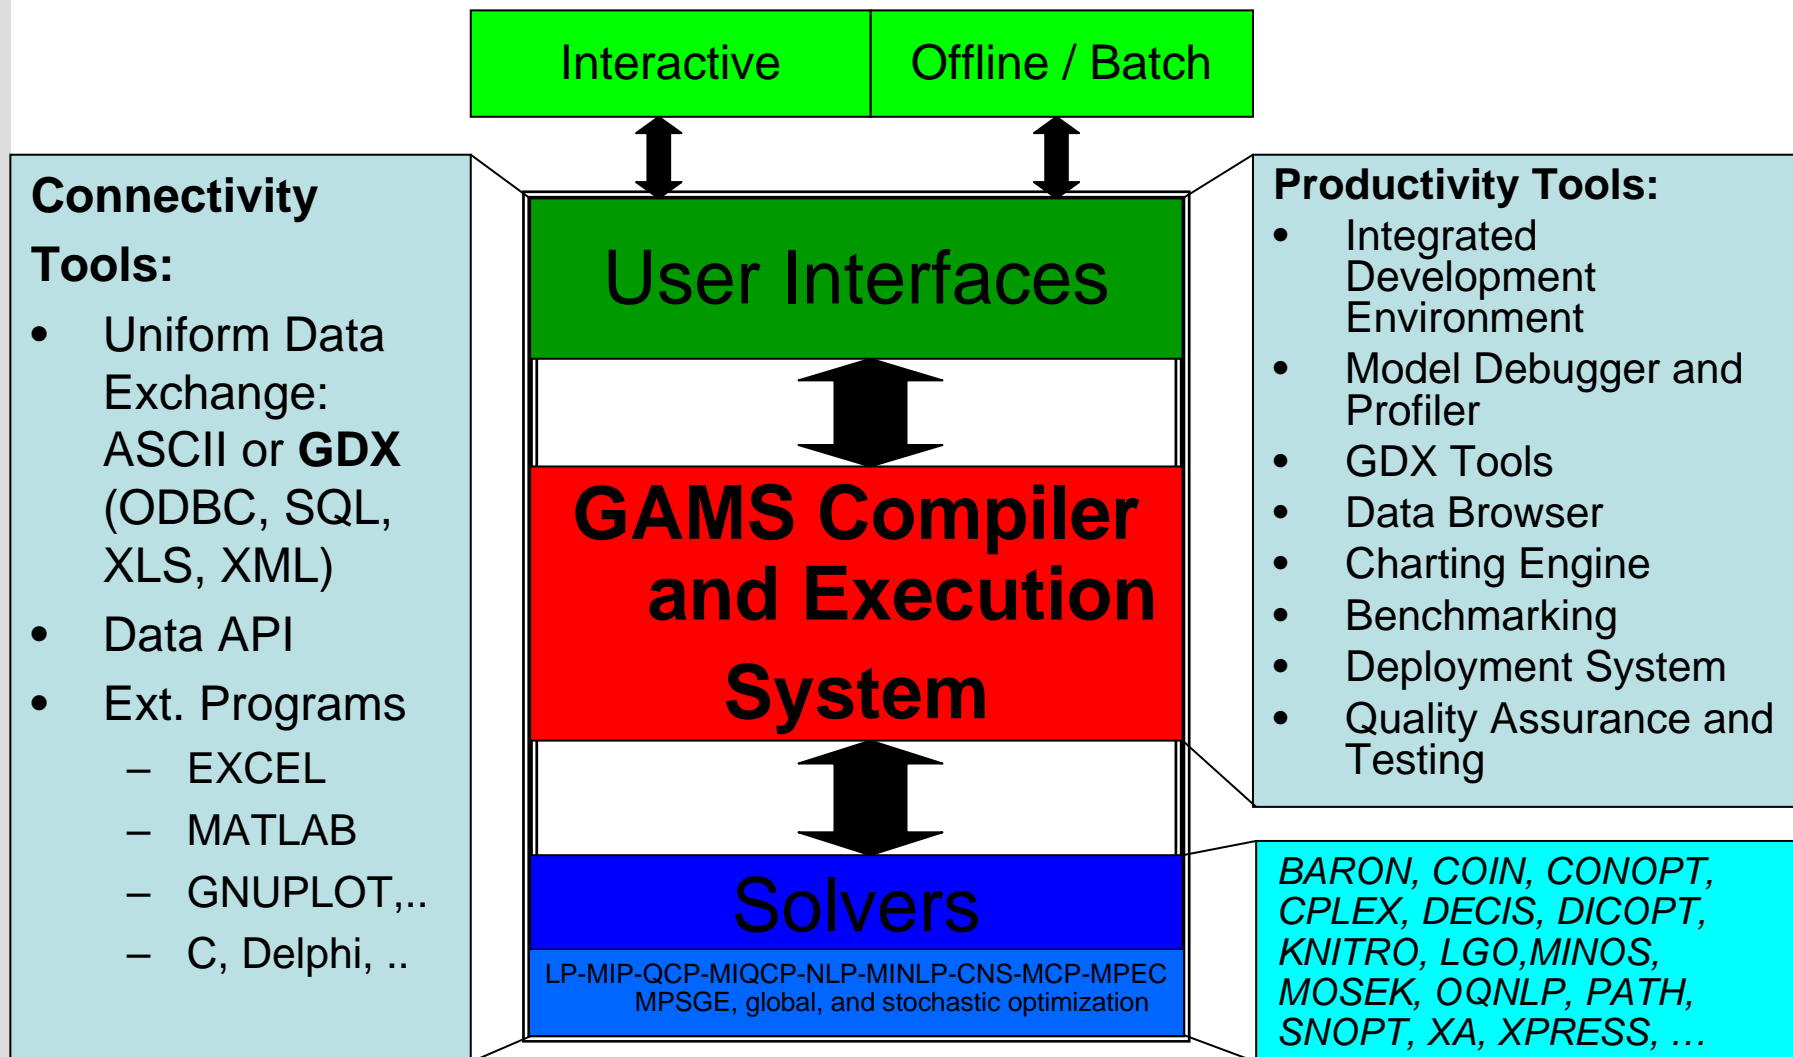 Interactive
Offline / Batch
Connectivity
Tools:
• Uniform Data
Exchange:
ASCII or GDX
(ODBC, SQL,
XLS, XML)
• Data API
• Ext. Programs
– EXCEL
– MATLAB
– GNUPLOT,..
– C, Delphi, ..
User Interfaces
GAMS Compiler
and Execution
System
Solvers
LP-MIP-QCP-MIQCP-NLP-MINLP-CNS-MCP-MPEC
MPSGE, global, and stochastic optimization
Productivity Tools:
• Integrated
Development
Environment
• Model Debugger and
Profiler
• GDX Tools
• Data Browser
• Charting Engine
• Benchmarking
• Deployment System
• Quality Assurance and
Testing
BARON, COIN, CONOPT,
CPLEX, DECIS, DICOPT,
KNITRO, LGO,MINOS,
MOSEK, OQNLP, PATH,
SNOPT, XA, XPRESS, …